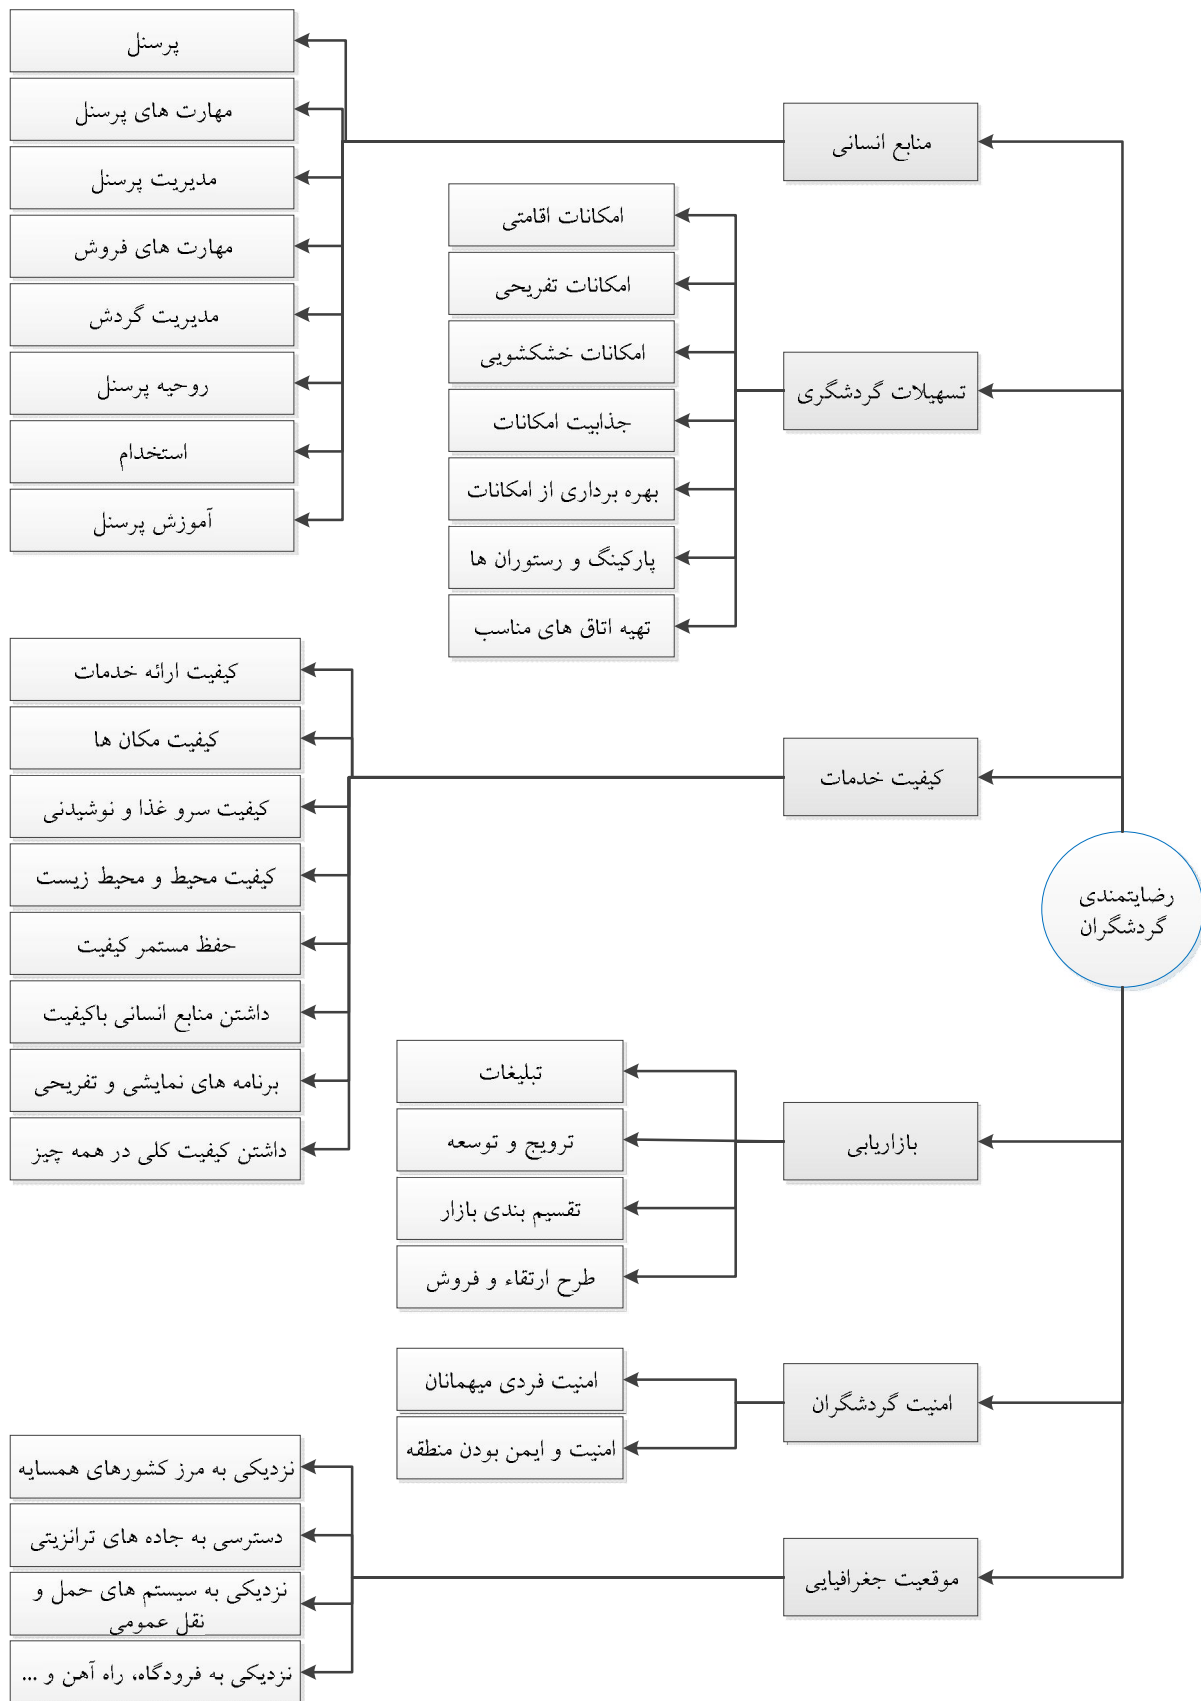 رضایتمندی
گردشگران
منابع انسانی
پرسنل
مهارت های پرسنل
مدیریت پرسنل
مهارت های فروش
مدیریت گردش
روحیه پرسنل
استخدام
آموزش پرسنل
تسهیلات گردشگری
امکانات اقامتی
امکانات تفریحی
امکانات خشکشویی
جذابیت امکانات
بهره برداری از امکانات
پارکینگ و رستوران ها
تهیه اتاق های مناسب
کیفیت خدمات
کیفیت ارائه خدمات
کیفیت مکان ها
کیفیت سرو غذا و نوشیدنی
کیفیت محیط و محیط زیست
حفظ مستمر کیفیت
داشتن منابع انسانی باکیفیت
برنامه های نمایشی و تفریحی
داشتن کیفیت کلی در همه چیز
بازاریابی
تبلیغات
ترویج و توسعه
تقسیم بندی بازار
طرح ارتقاء و فروش
امنیت گردشگران
امنیت فردی میهمانان
امنیت و ایمن بودن منطقه
موقعیت جغرافیایی
نزدیکی به مرز کشورهای همسایه
دسترسی به جاده های ترانزیتی
نزدیکی به سیستم های حمل و
نقل عمومی
نزدیکی به فرودگاه، راه آهن و ...